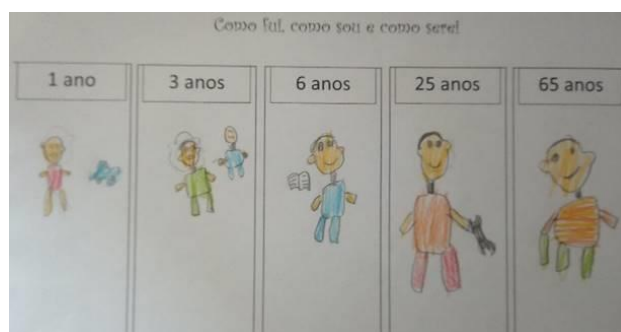 Como fui, como sou e como serei
1 ano
3 anos
6 anos
25 anos
65 anos